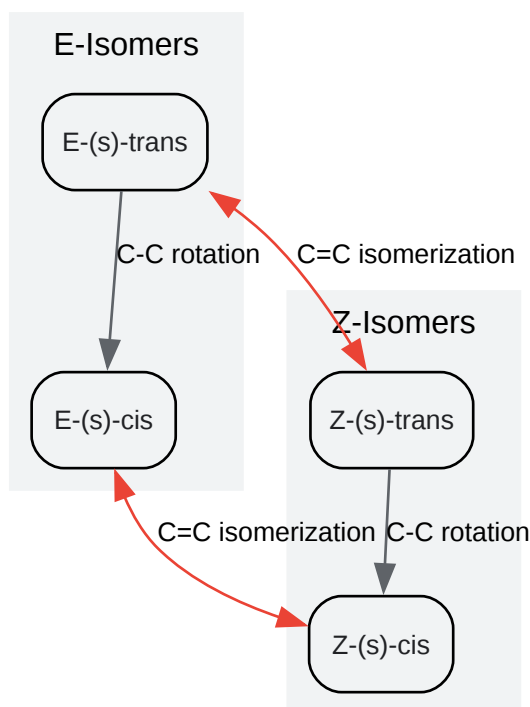 E-Isomers
E-(s)-trans
C-C rotation
C=C isomerization
Z-Isomers
E-(s)-cis
Z-(s)-trans
C=C isomerization
C-C rotation
Z-(s)-cis